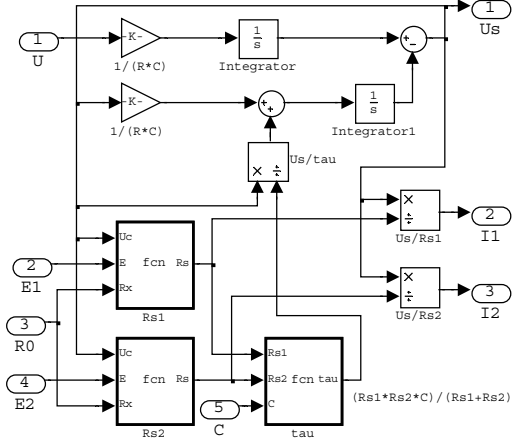 1
Us
1
U
-K-
1/(R*C)
1
s
Integrator
+
-
-K-
1/(R*C)
+
+
1
s
Integrator1
× ÷
Us/tau
×
÷
Us/Rs1
2
I1
Uc
E fcn Rs
Rx
Rs1
2
E1
×
÷
Us/Rs2
3
I2
3
R0
Uc
E fcn Rs
Rx
Rs2
4
E2
Rs1
Rs2 fcn tau
C
tau
5
C
(Rs1*Rs2*C)/(Rs1+Rs2)